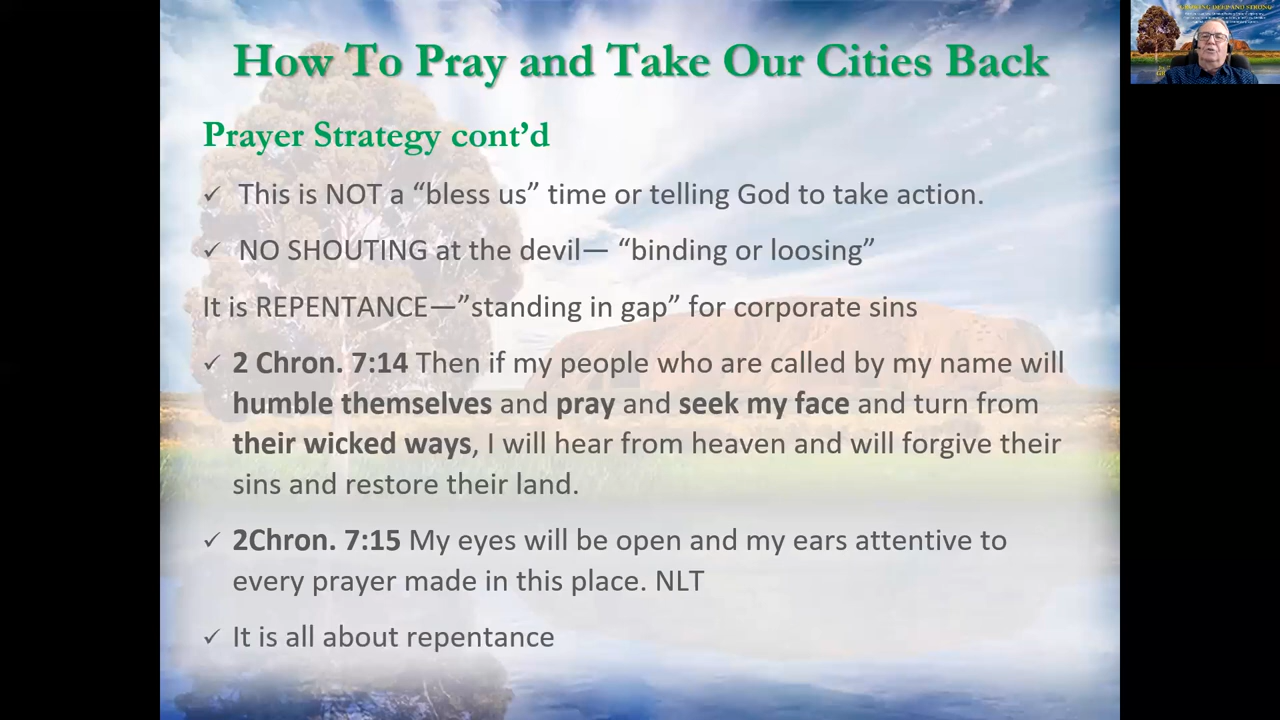 How To Pray and Take Our Cities Back
Prayer Strategy cont’d
✓ This is NOT a “bless us” time or telling God to take action.
✓ NO SHOUTING at the devil— “binding or loosing”
It is REPENTANCE—”standing in gap” for corporate sins
✓ 2 Chron. 7:14 Then if my people who are called by my name will
humble themselves and pray and seek my face and turn from
their wicked ways, I will hear from heaven and will forgive their
sins and restore their land.
✓ 2Chron. 7:15 My eyes will be open and my ears attentive to
every prayer made in this place. NLT
✓ It is all about repentance
GROWING DEEP AND STRONG